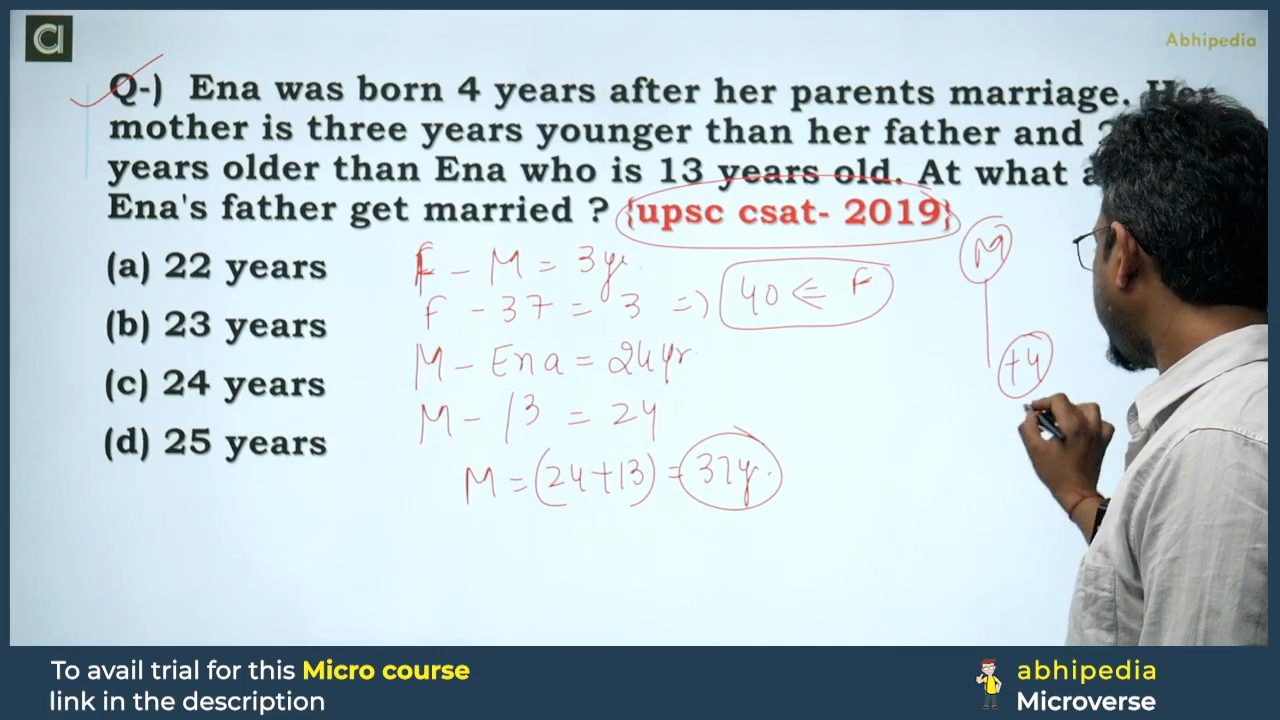 Abhipedia
Q-) Ena was born 4 years after her parents marriage.
mother is three years younger than her father and
years older than Ena who is 13 years old. At what
Ena's father get married ? {upsc csat- 2019}
(a) 22 years
(b) 23 years
(c) 24 years
(d) 25 years
F - M = 3yr.
F - 37 = 3 => 40 <= F
M - Ena = 24yr.
M - 13 = 24
M = (24+13) = 37yr.
M
+4
To avail trial for this Micro course
link in the description
abhipedia
Microverse